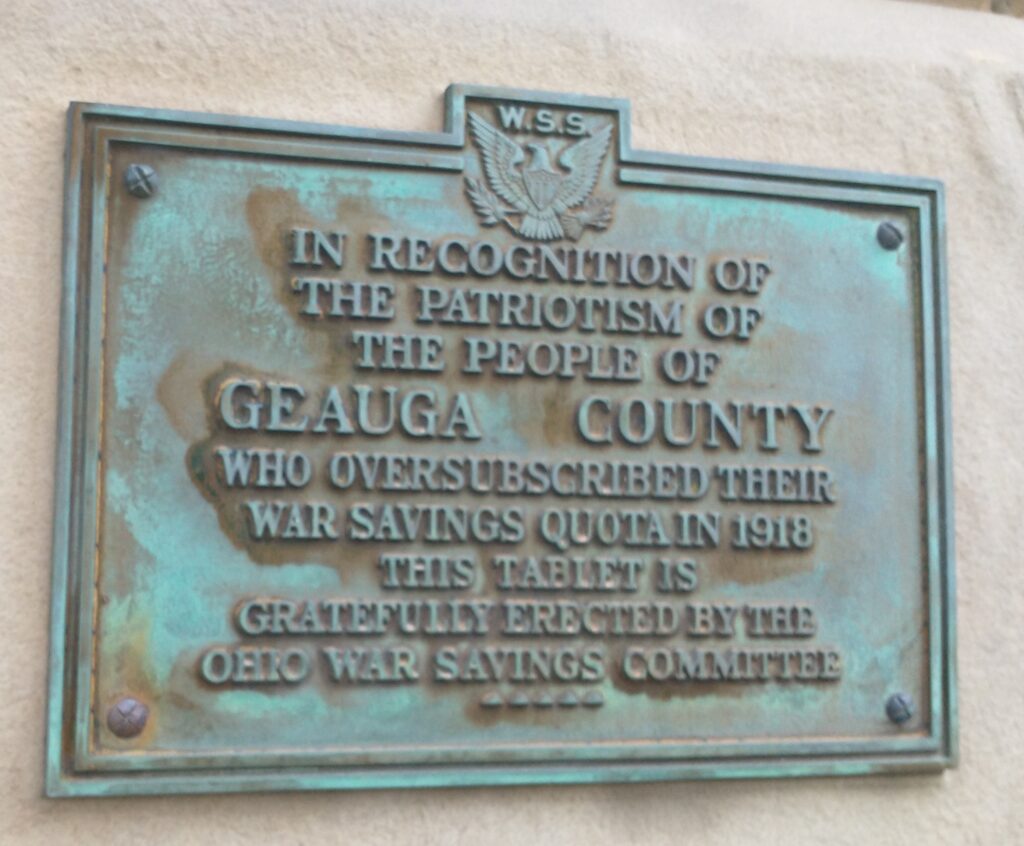 W.S.S.
IN RECOGNITION OF
THE PATRIOTISM OF
THE PEOPLE OF
GEAUGA COUNTY
WHO OVERSUBSCRIBED THEIR
WAR SAVINGS QUOTA IN 1918
THIS TABLET IS
GRATEFULLY ERECTED BY THE
OHIO WAR SAVINGS COMMITTEE